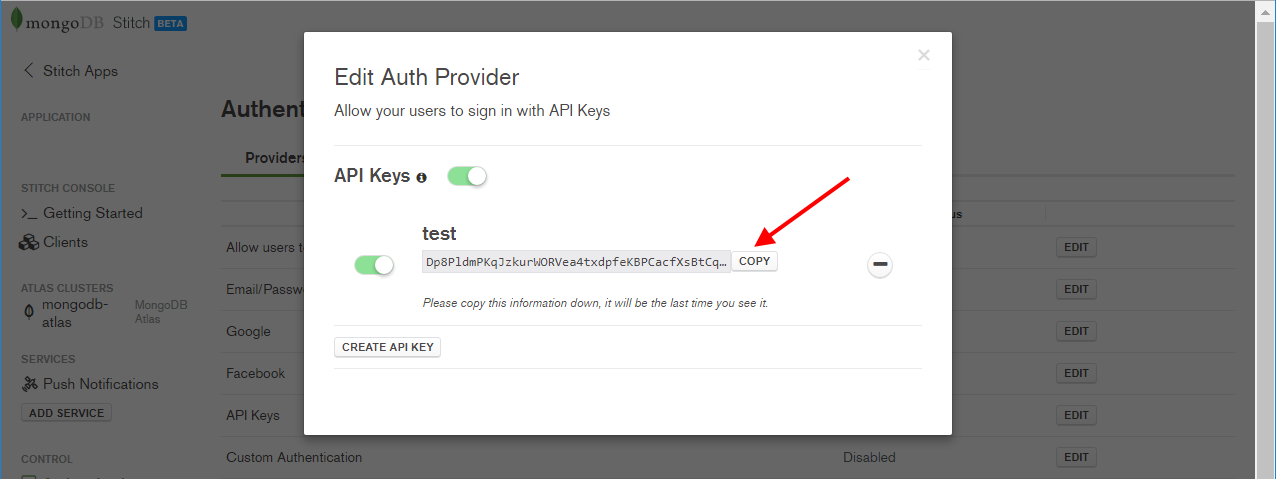 mongoDB Stitch BETA
Stitch Apps
APPLICATION
STITCH CONSOLE
Getting Started
Clients
ATLAS CLUSTERS
mongodb-atlas MongoDB Atlas
SERVICES
Push Notifications
ADD SERVICE
CONTROL
Authent
Providers
us
Allow users t EDIT
Email/Passw EDIT
Google EDIT
Facebook EDIT
API Keys EDIT
Custom Authentication Disabled EDIT
×
Edit Auth Provider
Allow your users to sign in with API Keys
API Keys
test
Dp8PldmPKqJzkurWORVea4txdpfeKBPCacfXsBtCq… COPY
Please copy this information down, it will be the last time you see it.
CREATE API KEY